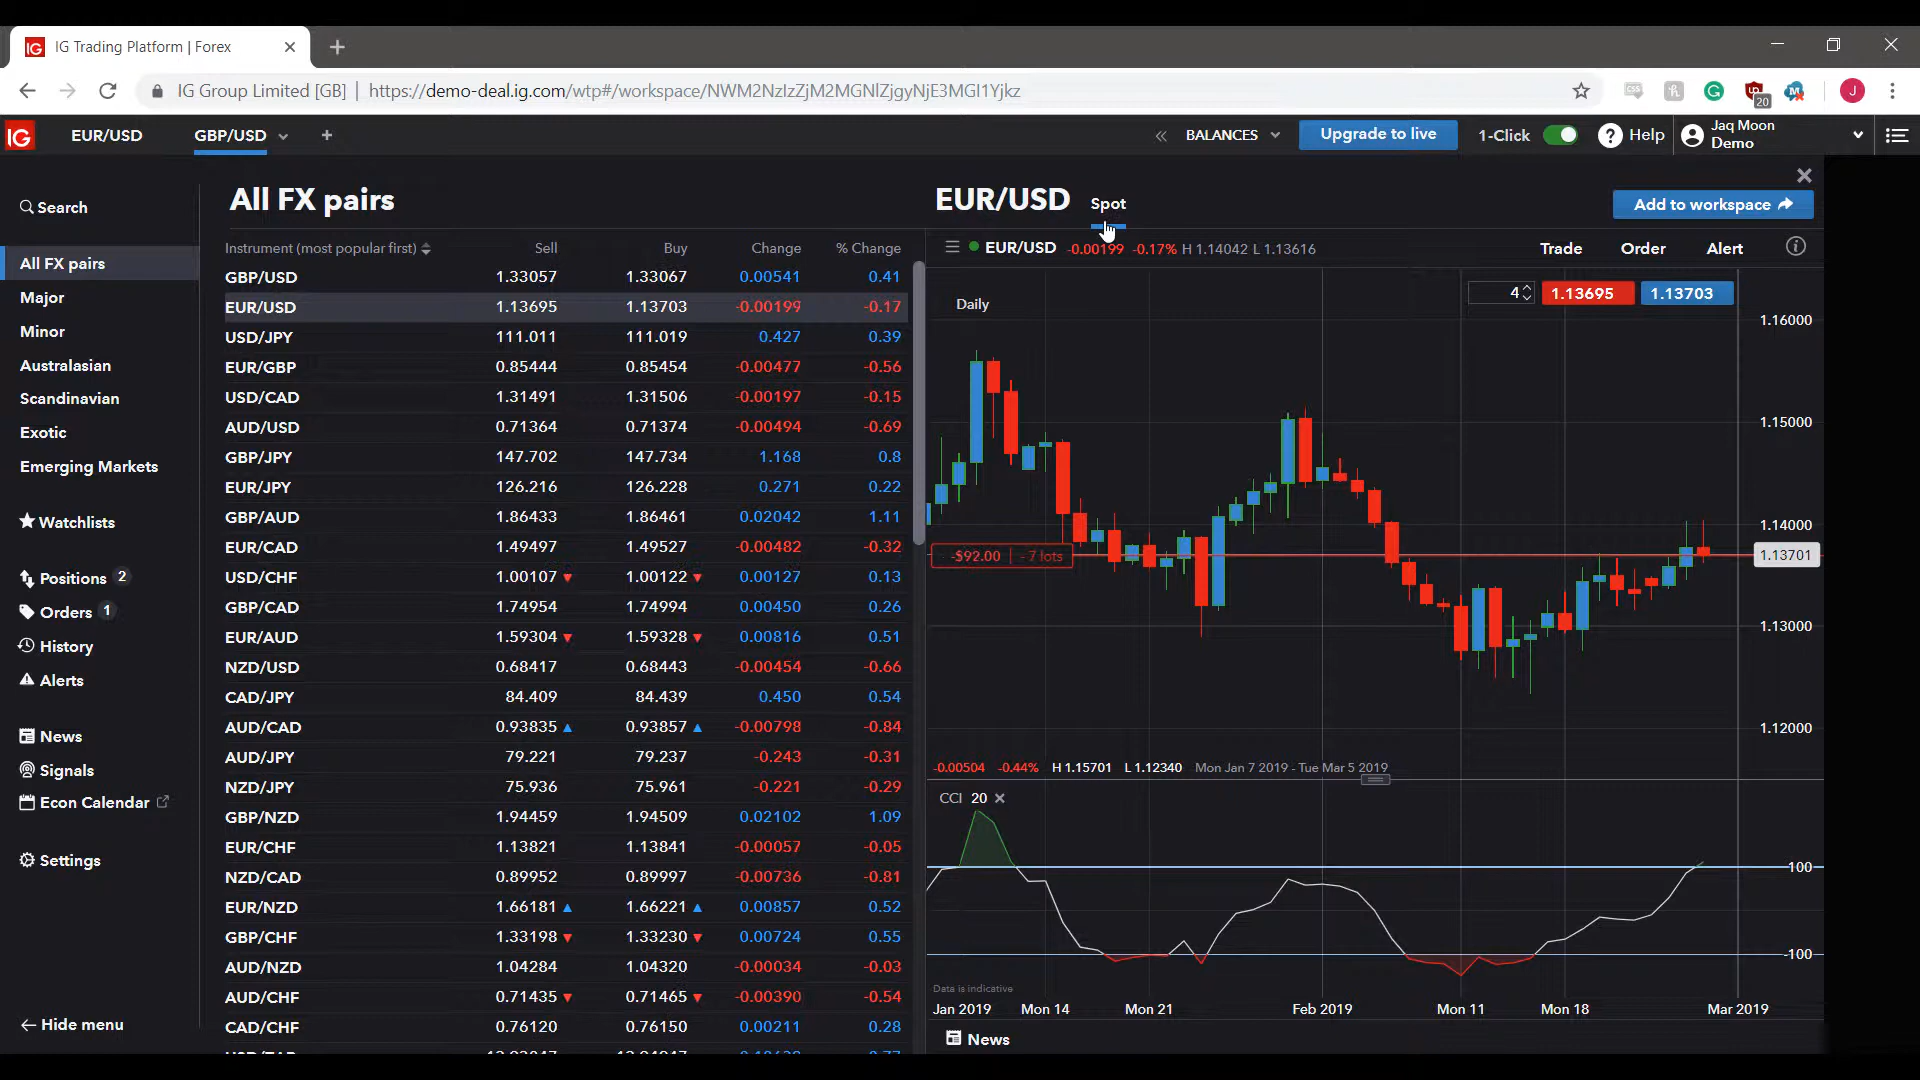 IG IG Trading Platform | Forex
IG Group Limited [GB] | https://demo-deal.ig.com/wtp#/workspace/NWM2NzIzZjM2MGNlZjgyNjE3MGI1Yjkz
20
J
IG EUR/USD GBP/USD
BALANCES Upgrade to live 1-Click ? Help Jaq Moon
Demo
Search
All FX pairs
Major
Minor
Australasian
Scandinavian
Exotic
Emerging Markets
Watchlists
Positions 2
Orders 1
History
Alerts
News
Signals
Econ Calendar
Settings
Hide menu
All FX pairs
Instrument (most popular first) Sell Buy Change % Change
GBP/USD 1.33057 1.33067 0.00541 0.41
EUR/USD 1.13695 1.13703 -0.00199 -0.17
USD/JPY 111.011 111.019 0.427 0.39
EUR/GBP 0.85444 0.85454 -0.00477 -0.56
USD/CAD 1.31491 1.31506 -0.00197 -0.15
AUD/USD 0.71364 0.71374 -0.00494 -0.69
GBP/JPY 147.702 147.734 1.168 0.8
EUR/JPY 126.216 126.228 0.271 0.22
GBP/AUD 1.86433 1.86461 0.02042 1.11
EUR/CAD 1.49497 1.49527 -0.00482 -0.32
USD/CHF 1.00107 1.00122 0.00127 0.13
GBP/CAD 1.74954 1.74994 0.00450 0.26
EUR/AUD 1.59304 1.59328 0.00816 0.51
NZD/USD 0.68417 0.68443 -0.00454 -0.66
CAD/JPY 84.409 84.439 0.450 0.54
AUD/CAD 0.93835 0.93857 -0.00798 -0.84
AUD/JPY 79.221 79.237 -0.243 -0.31
NZD/JPY 75.936 75.961 -0.221 -0.29
GBP/NZD 1.94459 1.94509 0.02102 1.09
EUR/CHF 1.13821 1.13841 -0.00057 -0.05
NZD/CAD 0.89952 0.89997 -0.00736 -0.81
EUR/NZD 1.66181 1.66221 0.00857 0.52
GBP/CHF 1.33198 1.33230 0.00724 0.55
AUD/NZD 1.04284 1.04320 -0.00034 -0.03
AUD/CHF 0.71435 0.71465 -0.00390 -0.54
CAD/CHF 0.76120 0.76150 0.00211 0.28
EUR/USD Spot
Add to workspace
EUR/USD -0.00199 -0.17% H 1.14042 L 1.13616 Trade Order Alert
Daily 4 1.13695 1.13703
1.16000
1.15000
1.14000
-$92.00 | - 7 lots 1.13701
1.13000
1.12000
-0.00504 -0.44% H 1.15701 L 1.12340 Mon Jan 7 2019 - Tue Mar 5 2019
CCI 20
100
-100
Data is indicative
Jan 2019 Mon 14 Mon 21 Feb 2019 Mon 11 Mon 18 Mar 2019
News